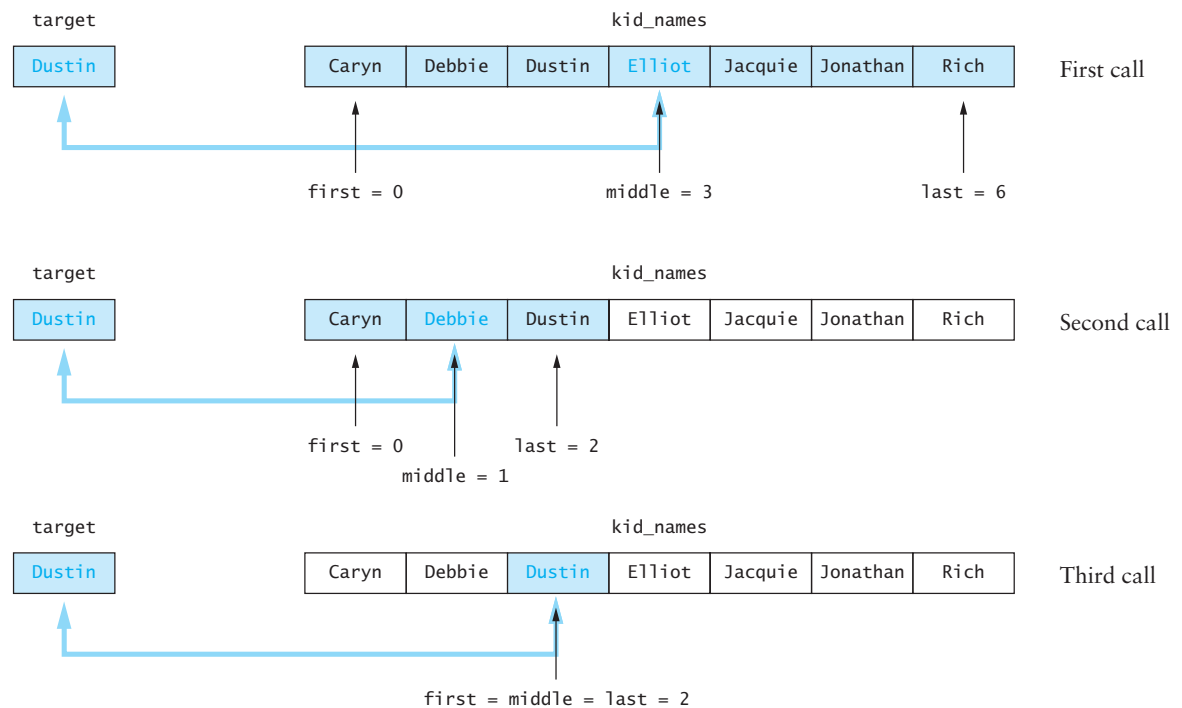 target kid_names
Dustin Caryn Debbie Dustin Elliot Jacquie Jonathan Rich First call
first = 0 middle = 3 last = 6
target kid_names
Dustin Caryn Debbie Dustin Elliot Jacquie Jonathan Rich Second call
first = 0 last = 2
middle = 1
target kid_names
Dustin Caryn Debbie Dustin Elliot Jacquie Jonathan Rich Third call
first = middle = last = 2